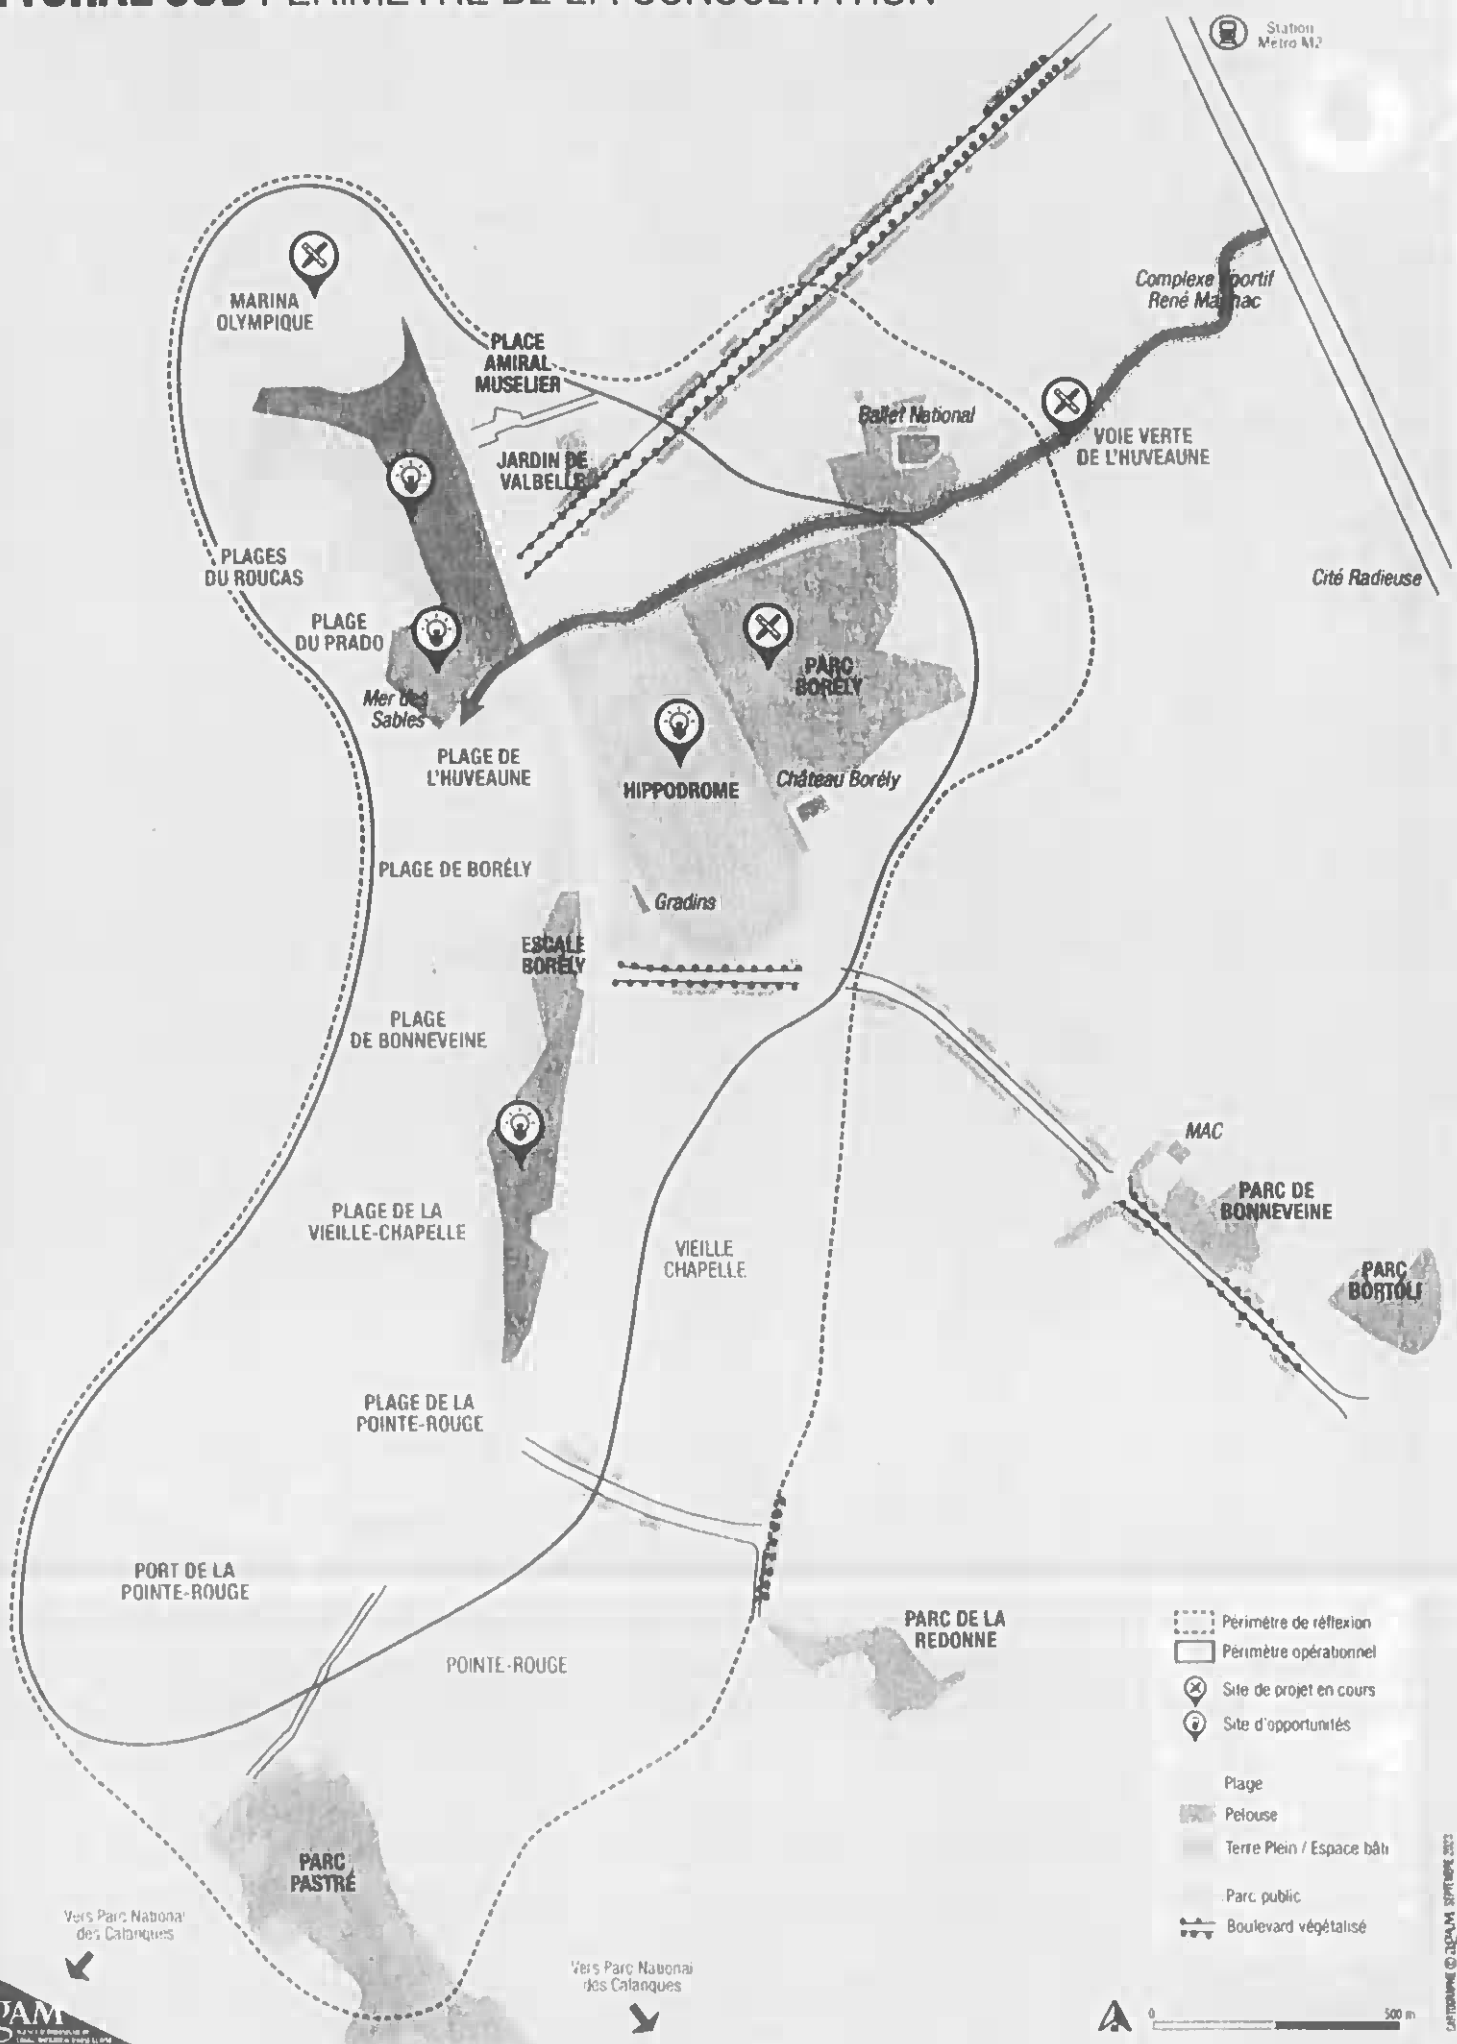 PÉRIMÈTRE DE LA CONSULTATION
Station
Métro M2
Complexe sportif
René Magnac
MARINA
OLYMPIQUE
PLACE
AMIRAL
MUSELIER
Ballet National
VOIE VERTE
DE L'HUVEAUNE
JARDIN DE
VALBELLE
PLAGES
DU ROUCAS
Cité Radieuse
PLAGE
DU PRADO
PARC
BORÉLY
Mer des
Sables
PLAGE DE
L'HUVEAUNE
HIPPODROME
Château Borély
PLAGE DE BORÉLY
Gradins
ESCALE
BORÉLY
PLAGE
DE BONNEVEINE
MAC
PARC DE
BONNEVEINE
PLAGE DE LA
VIEILLE-CHAPELLE
VIEILLE
CHAPELLE
PARC
BORTOLI
PLAGE DE LA
POINTE-ROUGE
PORT DE LA
POINTE-ROUGE
PARC DE LA
REDONNE
POINTE-ROUGE
Périmètre de réflexion
Périmètre opérationnel
Site de projet en cours
Site d'opportunités
Plage
Pelouse
Terre Plein / Espace bâti
Parc public
Boulevard végétalisé
PARC
PASTRÉ
Vers Parc National
des Calanques
Vers Parc National
des Calanques
0
500 m